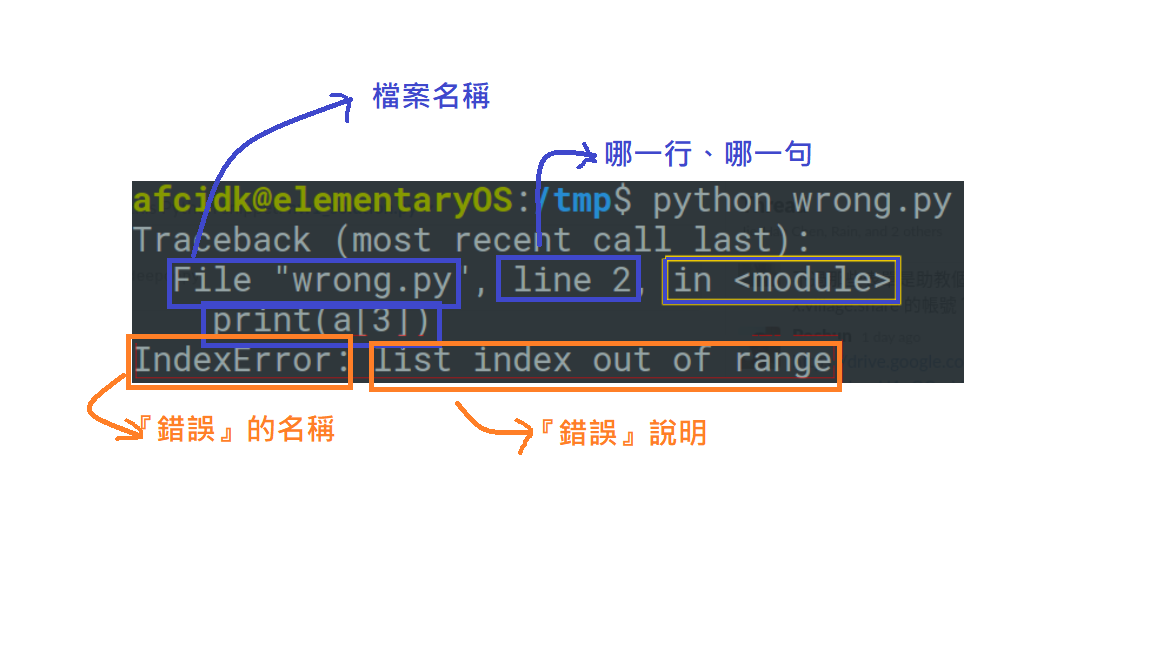 檔案名稱
哪一行、哪一句
afcidk@elementaryOS:/tmp$ python wrong.py
Traceback (most recent call last):
File "wrong.py", line 2, in <module>
print(a[3])
IndexError: list index out of range
『錯誤』的名稱
『錯誤』說明